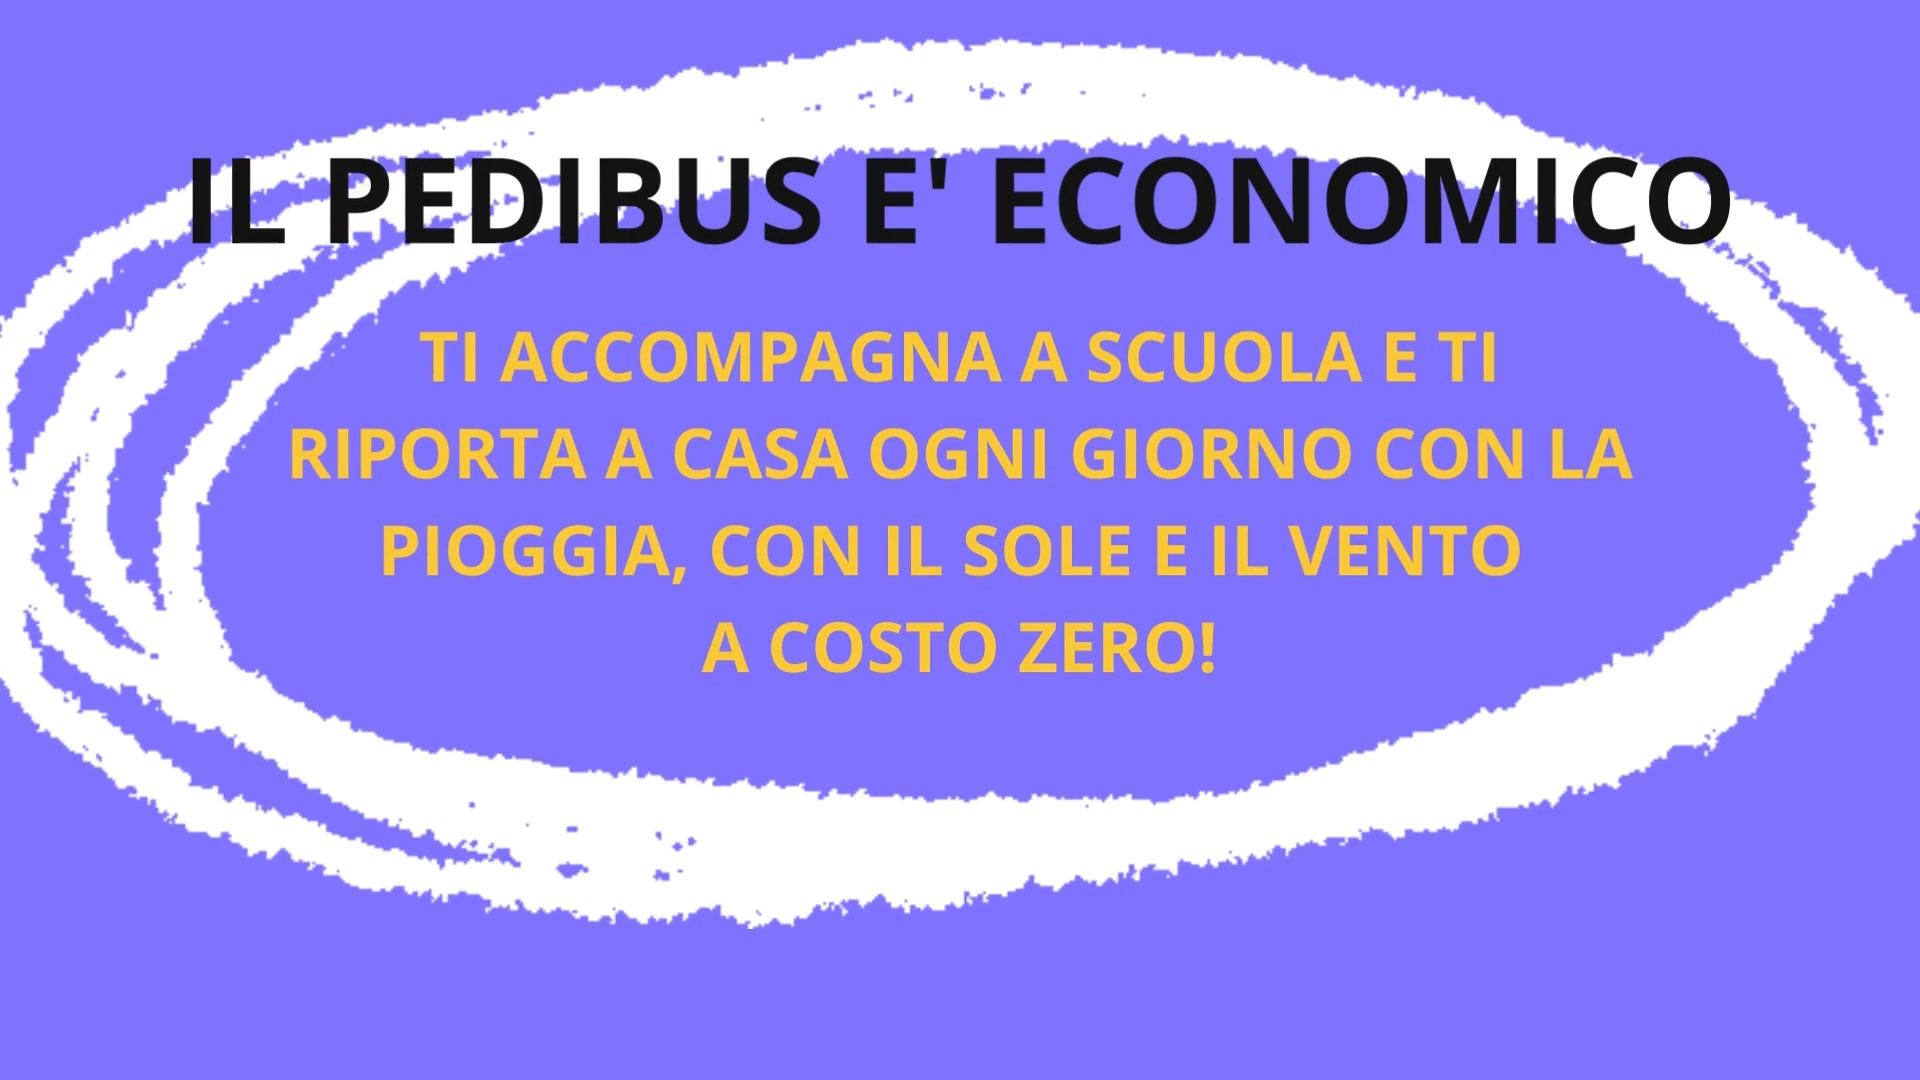 IL PEDIBUS E' ECONOMICO
TI ACCOMPAGNA A SCUOLA E TI
RIPORTA A CASA OGNI GIORNO CON LA
PIOGGIA, CON IL SOLE E IL VENTO
A COSTO ZERO!